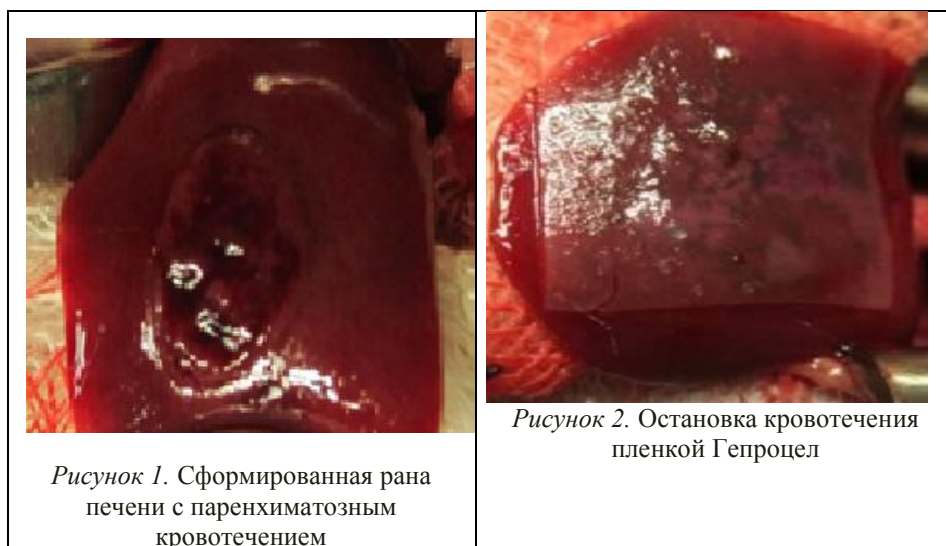 Рисунок 1. Сформированная рана
печени с паренхиматозным
кровотечением
Рисунок 2. Остановка кровотечения
пленкой Гепроцел